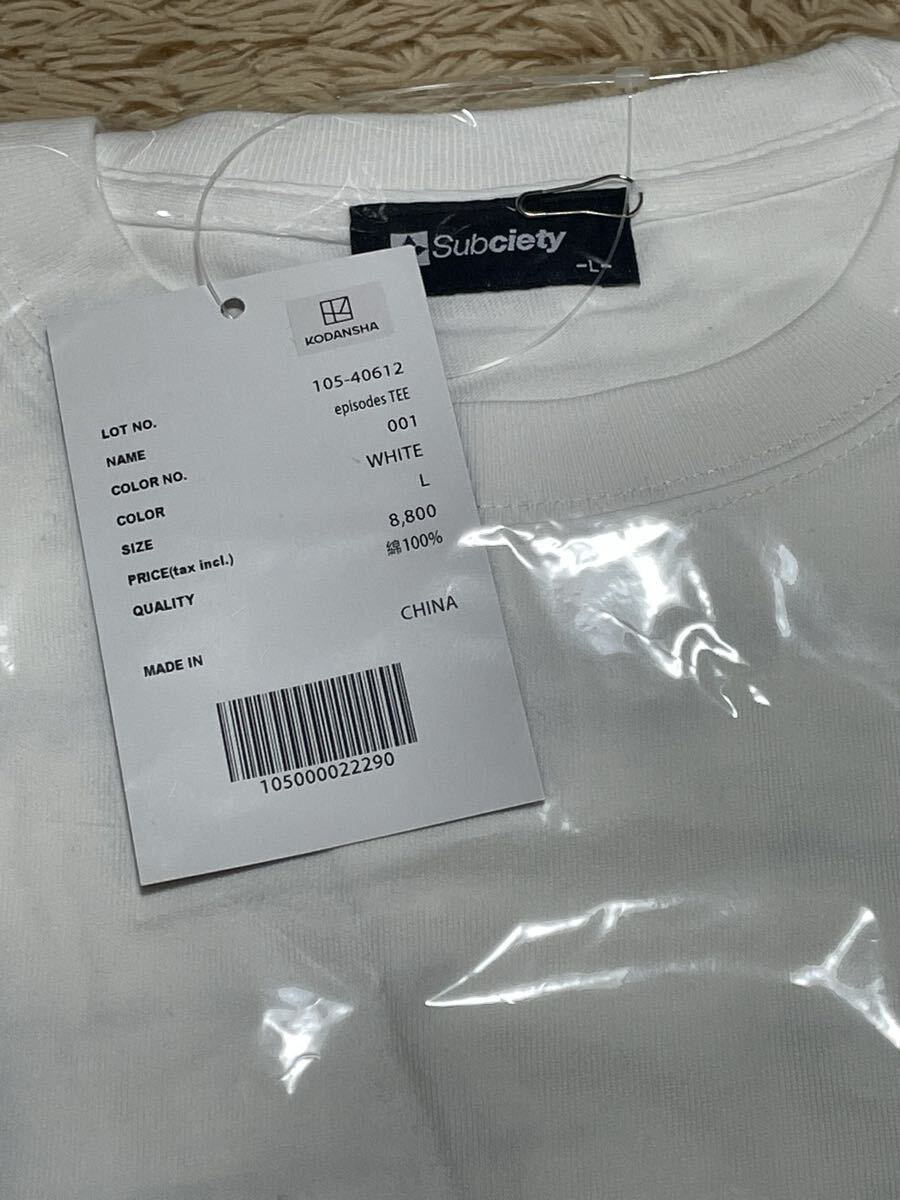 Subciety
-L-
KODANSHA
LOT NO. 105-40612
NAME episodes TEE
COLOR NO. 001
COLOR WHITE
SIZE L
PRICE(tax incl.) 8,800
QUALITY 綿100%
MADE IN CHINA
105000022290